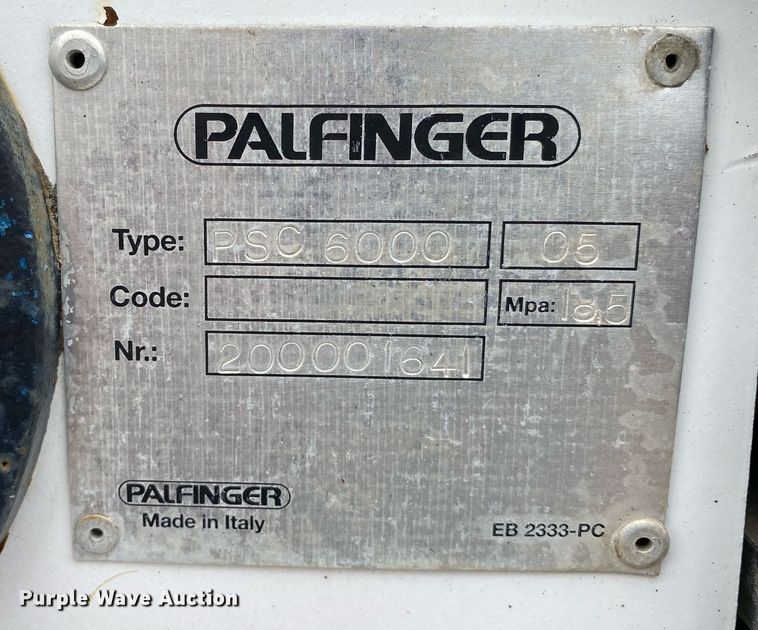 PALFINGER
Type: PSC 6000 05
Code: Mpa: 18,5
Nr.: 200001641
PALFINGER
Made in Italy
EB 2333-PC
Purple Wave Auction